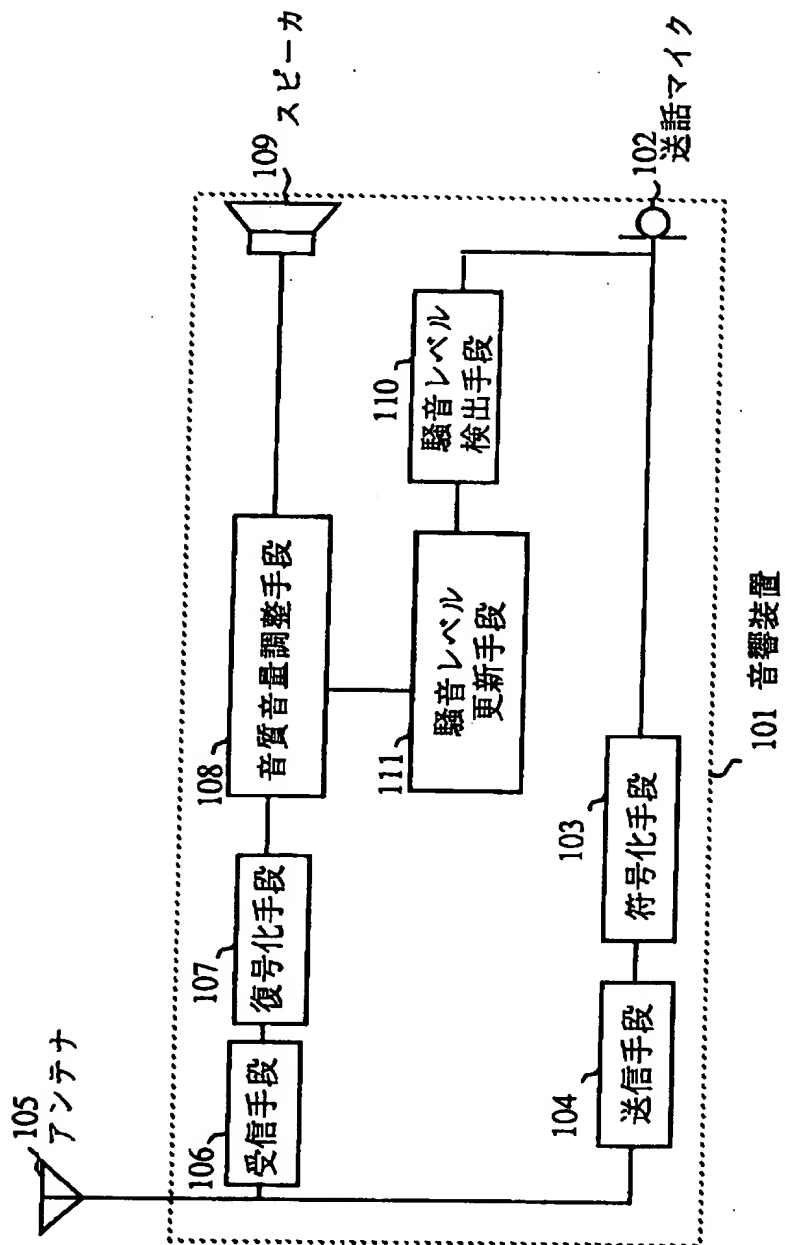 105
アンテナ
106
受信手段
107
復号化手段
108
音質音量調整手段
109
スピーカ
110
騒音レベル
検出手段
111
騒音レベル
更新手段
102
送話マイク
103
符号化手段
104
送信手段
101 音響装置